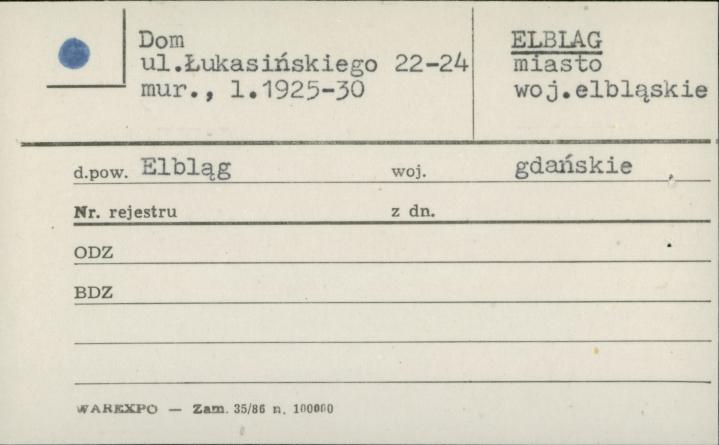 Dom
ul.Łukasińskiego 22-24
mur., l.1925-30
ELBLAG
miasto
woj.elbląskie
d.pow. Elbląg woj. gdańskie
Nr. rejestru z dn.
ODZ
BDZ
WAREXPO — Zam. 35/86 n. 100000